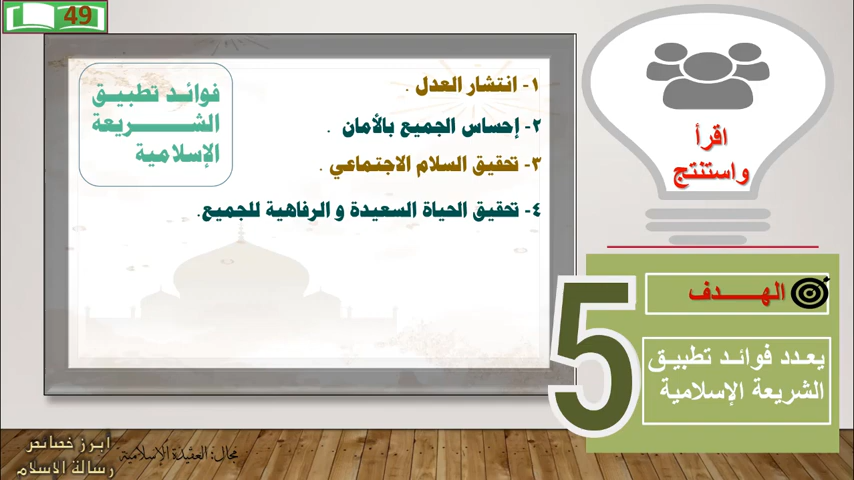 49
فوائد تطبيق
الشريعة
الإسلامية
١- انتشار العدل .
٢- إحساس الجميع بالأمان .
٣- تحقيق السلام الاجتماعي .
٤- تحقيق الحياة السعيدة و الرفاهية للجميع.
اقرأ
واستنتج
الهدف
5
يعدد فوائد تطبيق
الشريعة الإسلامية
مجال: العقيدة الإسلامية
ابرز خصائص
رسالة الاسلام